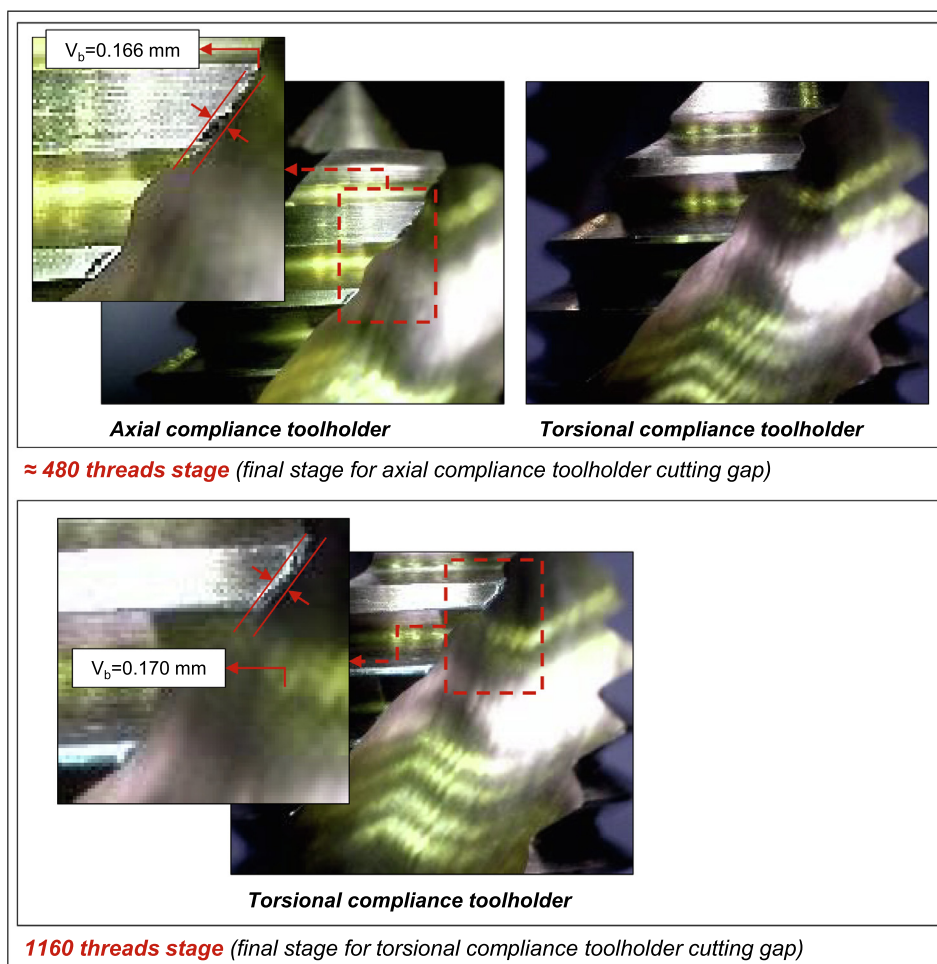 V_b=0.166 mm
Axial compliance toolholder
Torsional compliance toolholder
≈ 480 threads stage (final stage for axial compliance toolholder cutting gap)
V_b=0.170 mm
Torsional compliance toolholder
1160 threads stage (final stage for torsional compliance toolholder cutting gap)